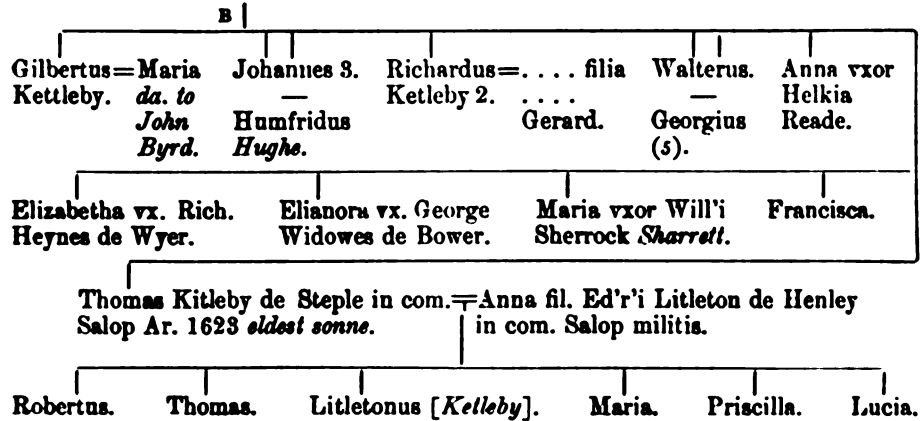 B
Gilbertus=Maria Johannes 3. Richardus=.... filia Walterus. Anna vxor
Kettleby. da. to — Ketleby 2. .... — Helkia
John Humfridus Gerard. Georgius Reade.
Byrd. Hughe. (5).
Elizabetha vx. Rich. Elianora vx. George Maria vxor Will'i Francisca.
Heynes de Wyer. Widowes de Bower. Sherrock Sharrett.
Thomas Kitleby de Steple in com.=Anna fil. Ed'r'i Litleton de Henley
Salop Ar. 1623 eldest sonne. in com. Salop militis.
Robertus. Thomas. Litletonus [Ketleby]. Maria. Priscilla. Lucia.